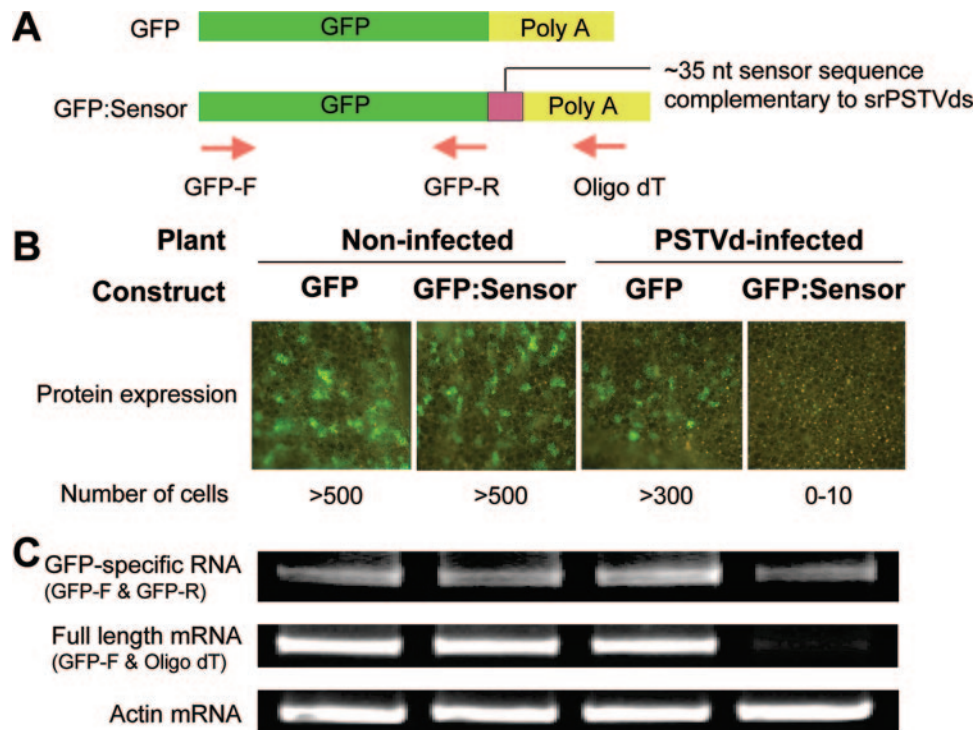 A
GFP
GFP
Poly A
GFP:Sensor
GFP
Poly A
~35 nt sensor sequence
complementary to srPSTVds
GFP-F
GFP-R
Oligo dT
B
Plant
Non-infected
PSTVd-infected
Construct
GFP
GFP:Sensor
GFP
GFP:Sensor
Protein expression
Number of cells
>500
>500
>300
0-10
C
GFP-specific RNA
(GFP-F & GFP-R)
Full length mRNA
(GFP-F & Oligo dT)
Actin mRNA